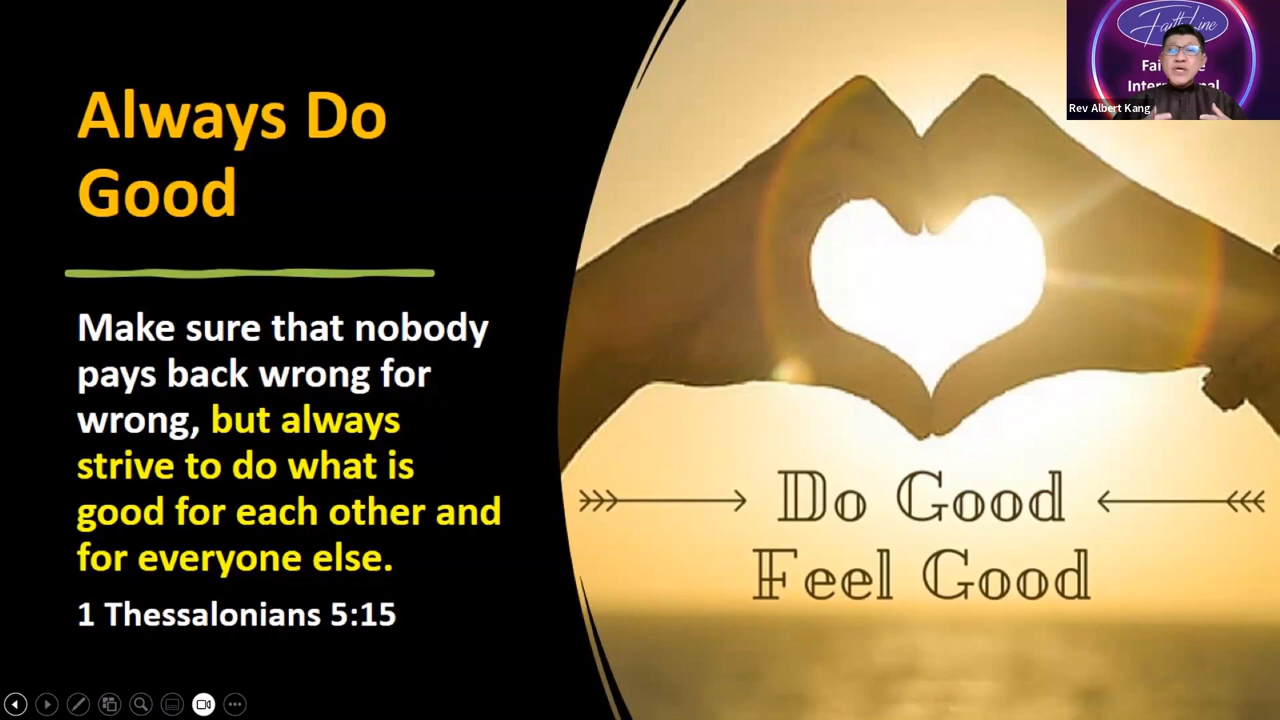 Always Do
Good
Make sure that nobody
pays back wrong for
wrong, but always
strive to do what is
good for each other and
for everyone else.
1 Thessalonians 5:15
Do Good
Feel Good
Rev Albert Kang